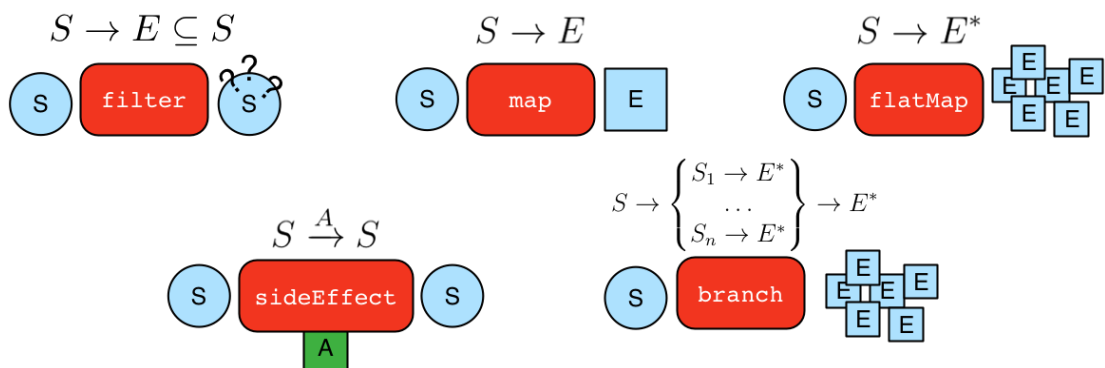 S → E ⊆ S
S → E
S → E*
S filter S ? ? ?
S map E
S flatMap E E E E E E
S →^A S
S → { S₁ → E* ... Sₙ → E* } → E*
S sideEffect S
A
S branch E E E E E E